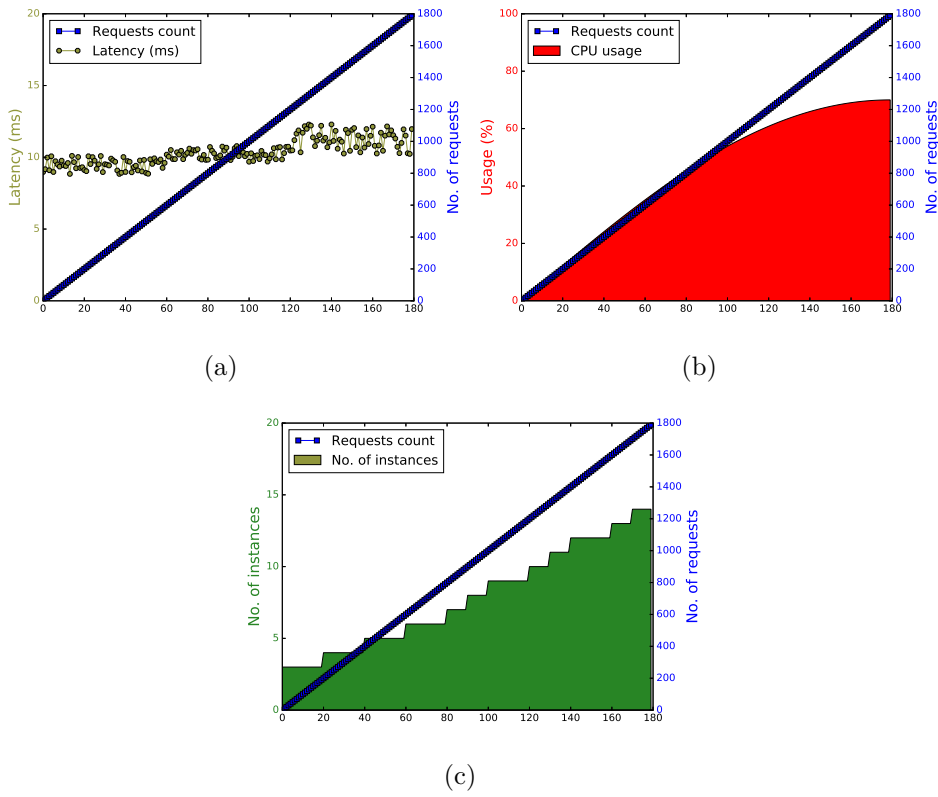 20
15
10
5
0
Latency (ms)
Requests count
Latency (ms)
1800
1600
1400
1200
1000
800
600
400
200
0
No. of requests
0 20 40 60 80 100 120 140 160 180
(a)
100
80
60
40
20
0
Usage (%)
Requests count
CPU usage
1800
1600
1400
1200
1000
800
600
400
200
0
No. of requests
0 20 40 60 80 100 120 140 160 180
(b)
20
15
10
5
0
No. of instances
Requests count
No. of instances
1800
1600
1400
1200
1000
800
600
400
200
0
No. of requests
0 20 40 60 80 100 120 140 160 180
(c)